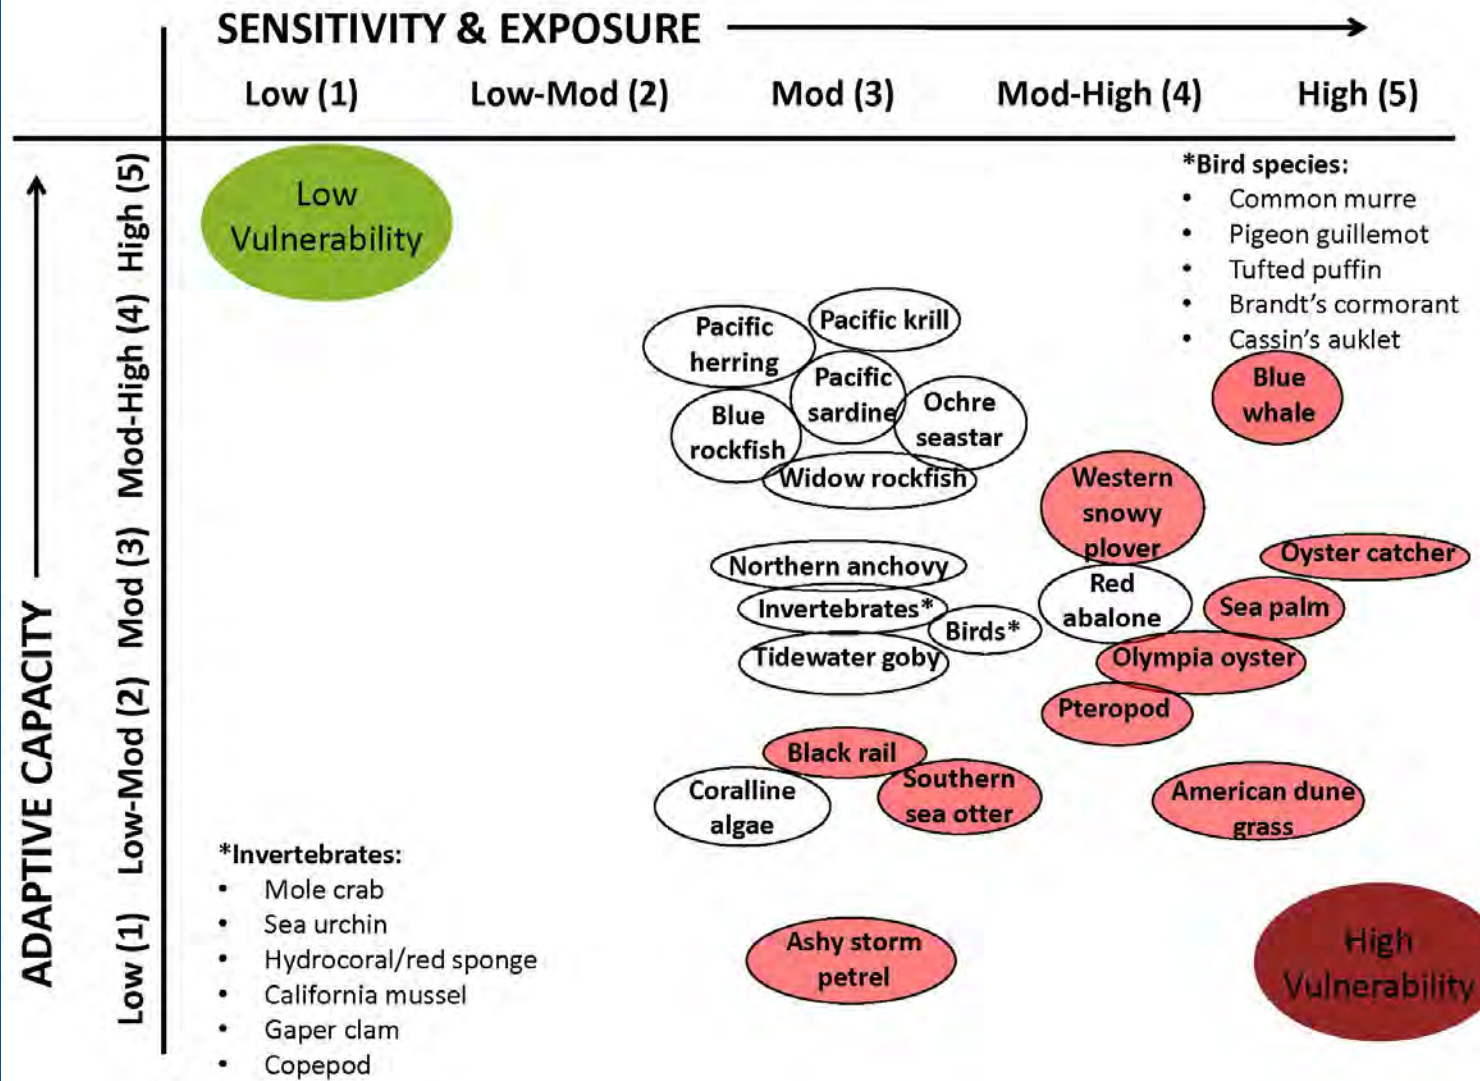 SENSITIVITY & EXPOSURE
Low (1)
Low-Mod (2)
Mod (3)
Mod-High (4)
High (5)
ADAPTIVE CAPACITY
High (5)
Mod-High (4)
Mod (3)
Low-Mod (2)
Low (1)
Low
Vulnerability
*Bird species:
• Common murre
• Pigeon guillemot
• Tufted puffin
• Brandt's cormorant
• Cassin's auklet
Pacific
herring
Pacific krill
Pacific
sardine
Blue
rockfish
Ochre
seastar
Widow rockfish
Blue
whale
Western
snowy
plover
Northern anchovy
Oyster catcher
Invertebrates*
Birds*
Red
abalone
Sea palm
Tidewater goby
Olympia oyster
Pteropod
Black rail
Coralline
algae
Southern
sea otter
American dune
grass
*Invertebrates:
• Mole crab
• Sea urchin
• Hydrocoral/red sponge
• California mussel
• Gaper clam
• Copepod
Ashy storm
petrel
High
Vulnerability